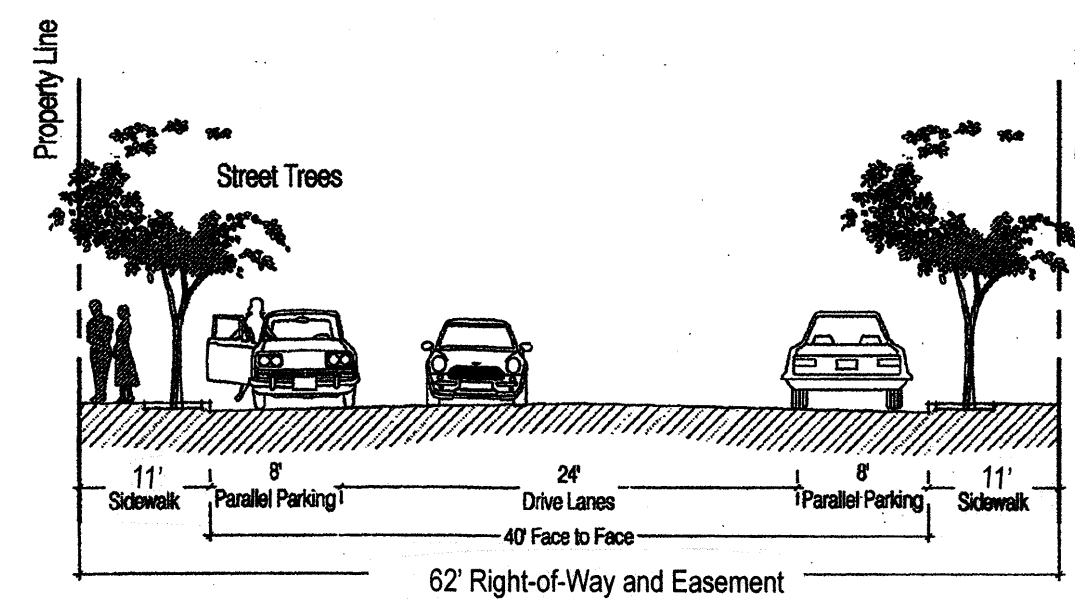 Property Line
Street Trees
11' 8' 24' 8' 11'
Sidewalk Parallel Parking Drive Lanes Parallel Parking Sidewalk
40' Face to Face
62' Right-of-Way and Easement